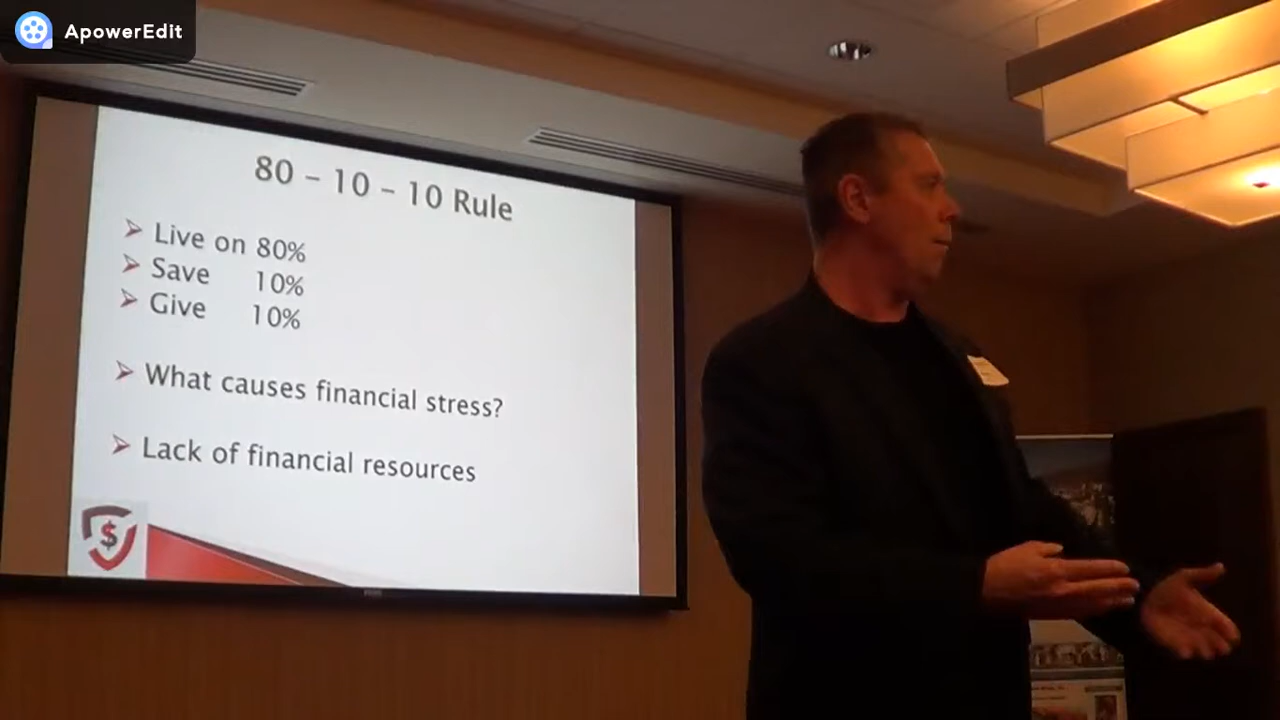 ApowerEdit
80 – 10 – 10 Rule
Live on 80%
Save 10%
Give 10%
What causes financial stress?
Lack of financial resources
$